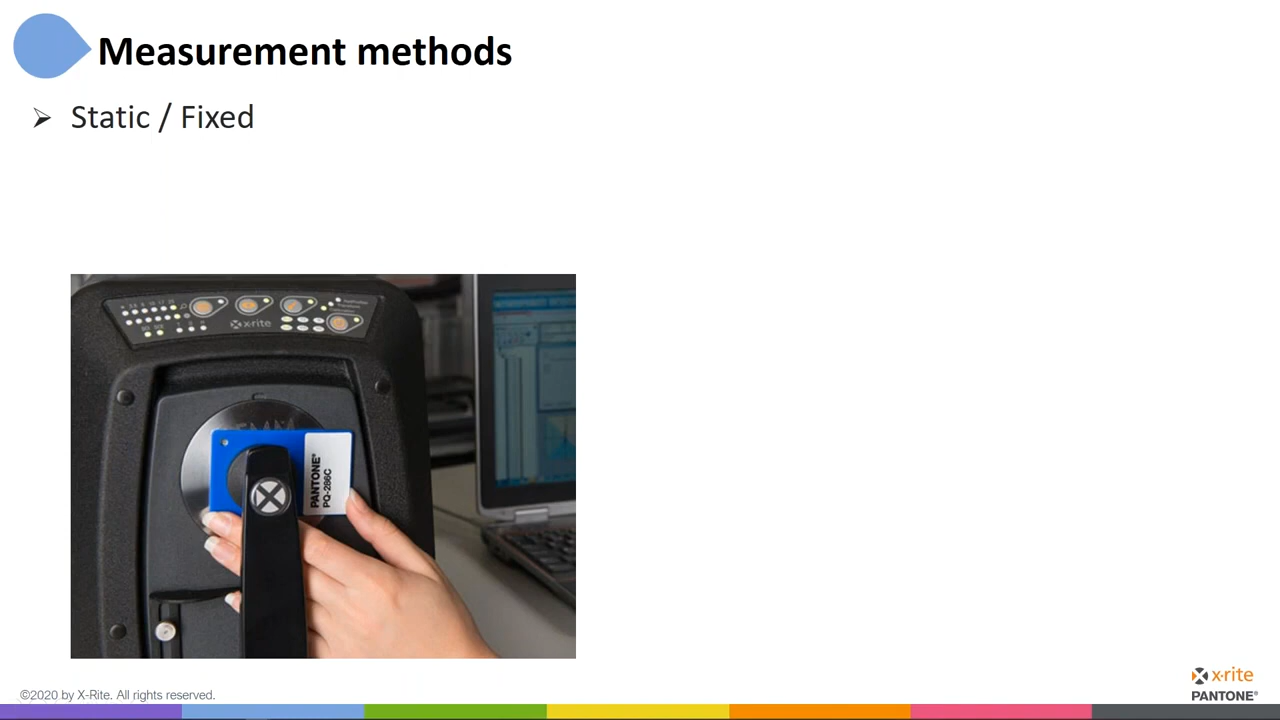 Measurement methods
➢ Static / Fixed
x·rite
PANTONE®
PQ-286C
©2020 by X-Rite. All rights reserved.
x·rite
PANTONE®